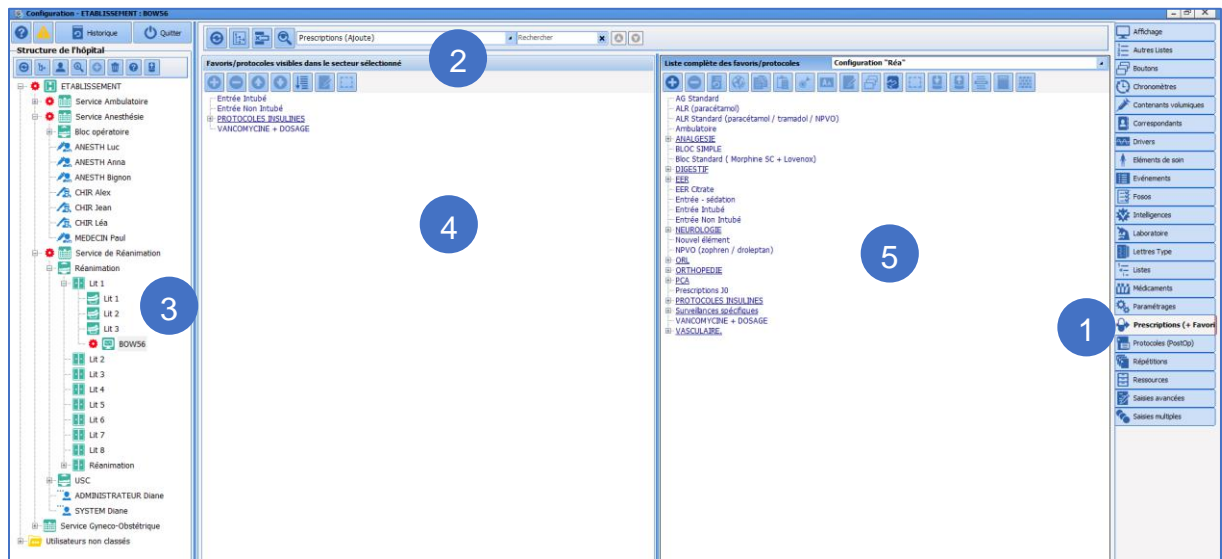 Configuration - ETABLISSEMENT : BOW56
Historique
Quitter
Structure de l'hôpital
ETABLISSEMENT
Service Ambulatoire
Service Anesthésie
Bloc opératoire
ANESTH Luc
ANESTH Anna
ANESTH Bignon
CHIR Alex
CHIR Jean
CHIR Léa
MEDECIN Paul
Service de Réanimation
Réanimation
Lit 1
Lit 1
Lit 2
Lit 3
BOW56
Lit 2
Lit 3
Lit 4
Lit 5
Lit 6
Lit 7
Lit 8
Réanimation
USC
ADMINISTRATEUR Diane
SYSTEM Diane
Service Gyneco-Obstétrique
Utilisateurs non classés
3
Prescriptions (Ajoute)
Rechercher
2
Favoris/protocoles visibles dans le secteur sélectionné
Entrée Intubé
Entrée Non Intubé
PROTOCOLES INSULINES
VANCOMYCINE + DOSAGE
4
Liste complète des favoris/protocoles
Configuration "Réa"
AG Standard
ALR (paracétamol)
ALR Standard (paracétamol / tramadol / NPVO)
Ambulatoire
ANALGESIE
BLOC SIMPLE
Bloc Standard ( Morphine SC + Lovenox)
DIGESTIF
EER
EER Citrate
Entrée - sédation
Entrée Intubé
Entrée Non Intubé
NEUROLOGIE
Nouvel élément
NPVO (zophren / droleptan)
ORL
ORTHOPEDIE
PCA
Prescriptions J0
PROTOCOLES INSULINES
Surveillances spécifiques
VANCOMYCINE + DOSAGE
VASCULAIRE.
5
Affichage
Autres Listes
Boutons
Chronomètres
Contenants volumiques
Correspondants
Drivers
Eléments de soin
Evénements
Fosos
Intelligences
Laboratoire
Lettres Type
Listes
Médicaments
Paramétrages
1
Prescriptions (+ Favori
Protocoles (PostOp)
Répétitions
Ressources
Saisies avancées
Saisies multiples